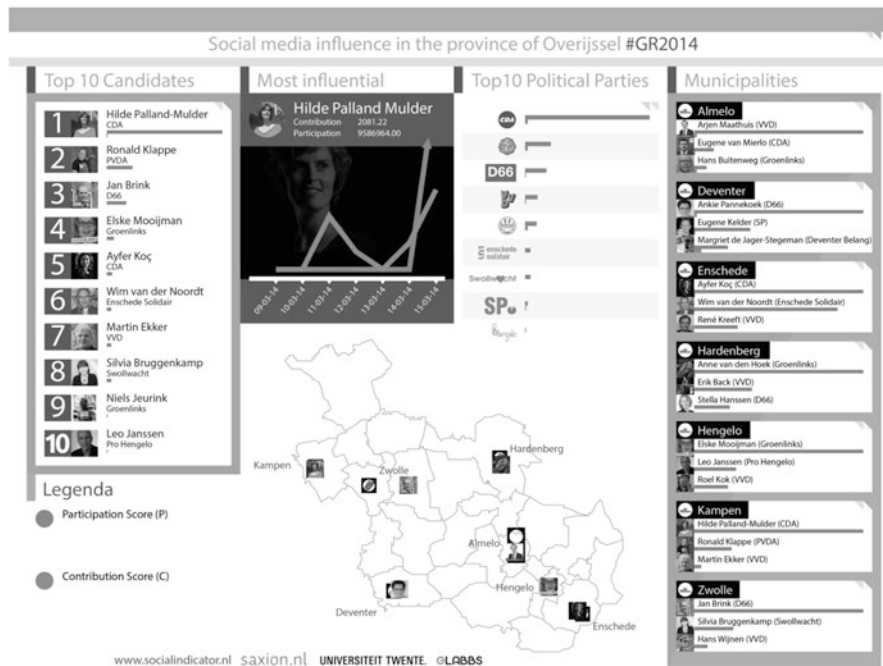 Social media influence in the province of Overijssel #GR2014
Top 10 Candidates
1
Hilde Palland-Mulder
CDA
2
Ronald Klappe
PVDA
3
Jan Brink
D66
4
Elske Mooijman
Groenlinks
5
Ayfer Koç
CDA
6
Wim van der Noordt
Enschede Solidair
7
Martin Ekker
VVD
8
Silvia Bruggenkamp
Swollwacht
9
Niels Jeurink
Groenlinks
10
Leo Janssen
Pro Hengelo
Legenda
Participation Score (P)
Contribution Score (C)
Most influential
Hilde Palland Mulder
Contribution 2081.22
Participation 9586964.00
09-03-14
10-03-14
11-03-14
12-03-14
13-03-14
14-03-14
15-03-14
Top10 Political Parties
CDA
D66
enschede
solidair
Swollwacht
SP.
Hengelo
Kampen
Zwolle
Hardenberg
Almelo
Hengelo
Deventer
Enschede
Municipalities
Almelo
Arjen Maathuis (VVD)
Eugene van Mierlo (CDA)
Hans Buitenweg (Groenlinks)
Deventer
Ankie Pannekoek (D66)
Eugene Kelder (SP)
Margriet de Jager-Stegeman (Deventer Belang)
Enschede
Ayfer Koç (CDA)
Wim van der Noordt (Enschede Solidair)
René Kreeft (VVD)
Hardenberg
Anne van den Hoek (Groenlinks)
Erik Back (VVD)
Stella Hanssen (D66)
Hengelo
Elske Mooijman (Groenlinks)
Leo Janssen (Pro Hengelo)
Roel Kok (VVD)
Kampen
Hilde Palland-Mulder (CDA)
Ronald Klappe (PVDA)
Martin Ekker (VVD)
Zwolle
Jan Brink (D66)
Silvia Bruggenkamp (Swollwacht)
Hans Wijnen (VVD)
www.socialindicator.nl saxion.nl UNIVERSITEIT TWENTE. LABBS